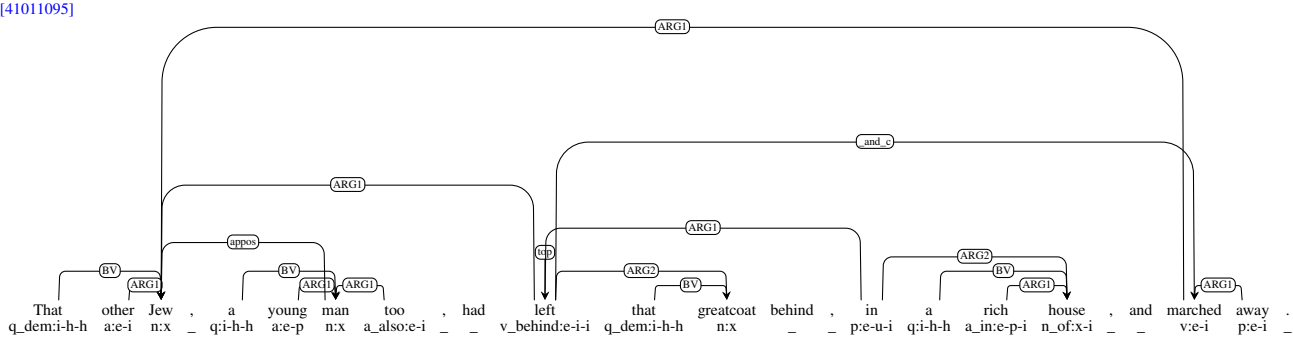 [41011095]
ARG1
_and_c
ARG1
ARG1
appos
top
ARG2
BV ARG1 BV ARG1 ARG1 ARG2 BV BV ARG1 ARG1
That other Jew , a young man too , had left that greatcoat behind , in a rich house , and marched away .
q_dem:i-h-h a:e-i n:x _ q:i-h-h a:e-p n:x a_also:e-i _ _ v_behind:e-i-i q_dem:i-h-h n:x _ _ p:e-u-i q:i-h-h a_in:e-p-i n_of:x-i _ _ v:e-i p:e-i _